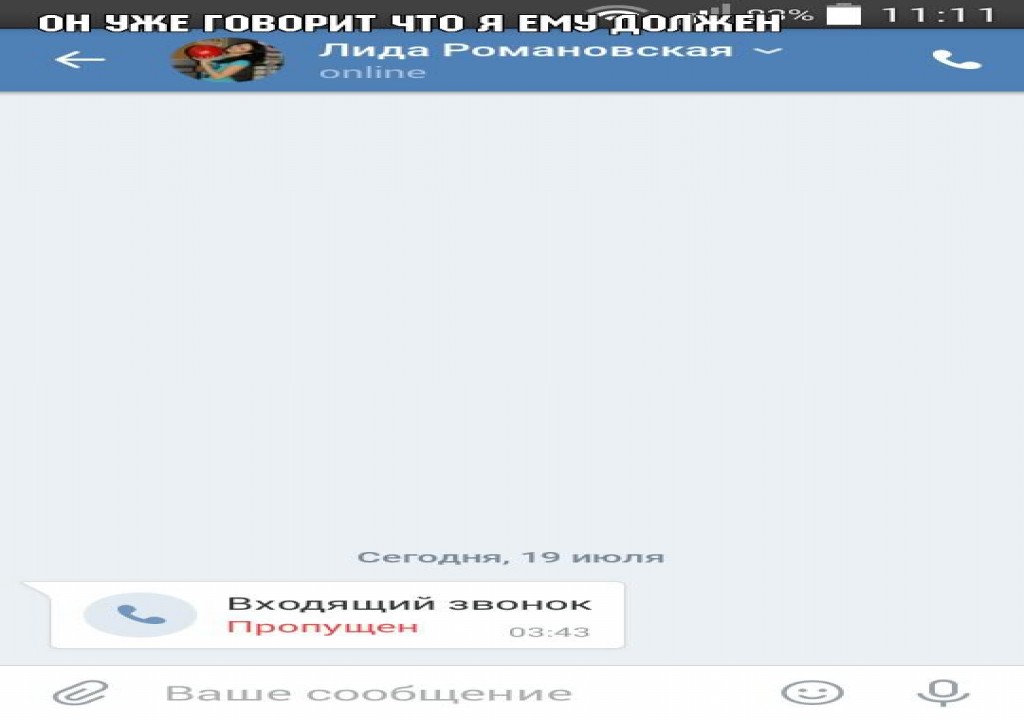 ОН УЖЕ ГОВОРИТ ЧТО Я ЕМУ ДОЛЖЕН
11:11
Лида Романовская
online
Сегодня, 19 июля
Входящий звонок
Пропущен
03:43
Ваше сообщение